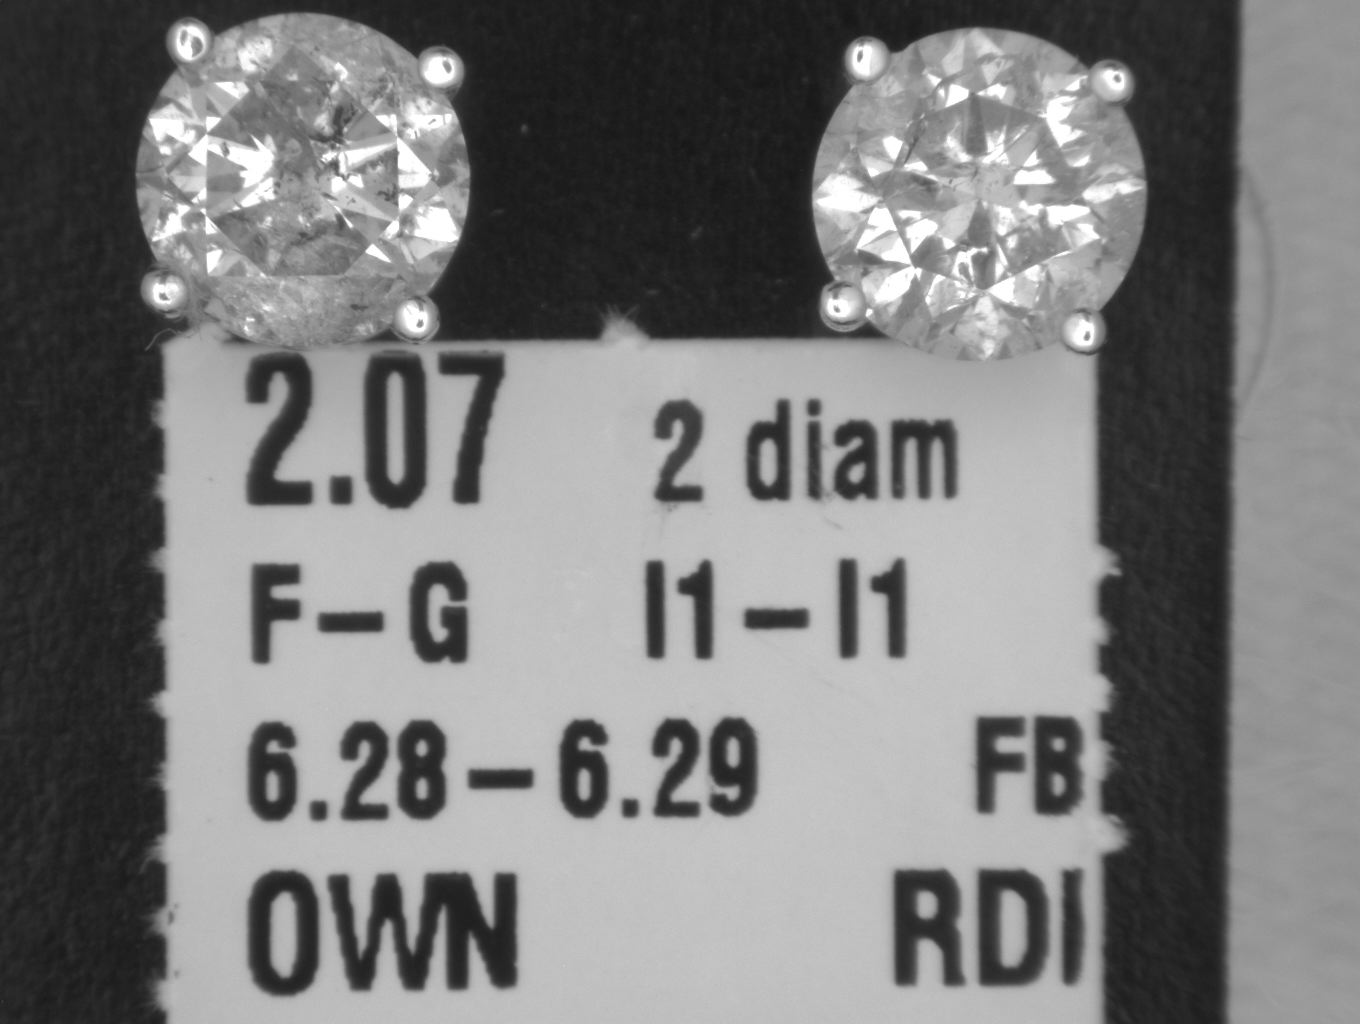 2.07 2 diam
F-G I1-I1
6.28-6.29 FB
OWN RDI